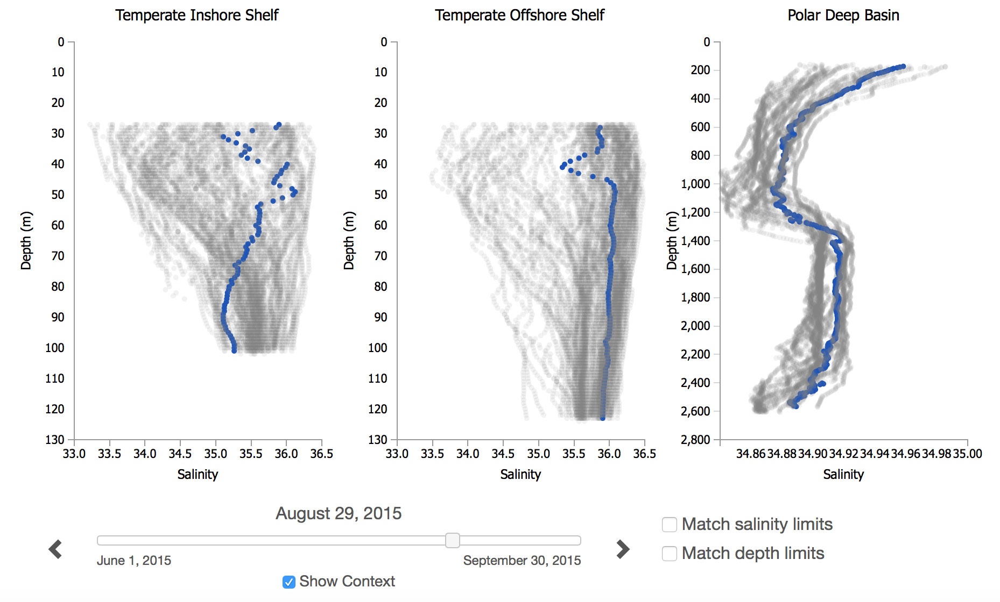 Temperate Inshore Shelf
Temperate Offshore Shelf
Polar Deep Basin
0
10
20
30
40
50
60
70
80
90
100
110
120
130
Depth (m)
33.0 33.5 34.0 34.5 35.0 35.5 36.0 36.5
Salinity
0
10
20
30
40
50
60
70
80
90
100
110
120
130
Depth (m)
33.0 33.5 34.0 34.5 35.0 35.5 36.0 36.5
Salinity
0
200
400
600
800
1,000
1,200
1,400
1,600
1,800
2,000
2,200
2,400
2,600
2,800
Depth (m)
34.86 34.88 34.90 34.92 34.94 34.96 34.98 35.00
Salinity
August 29, 2015
June 1, 2015
September 30, 2015
Show Context
Match salinity limits
Match depth limits